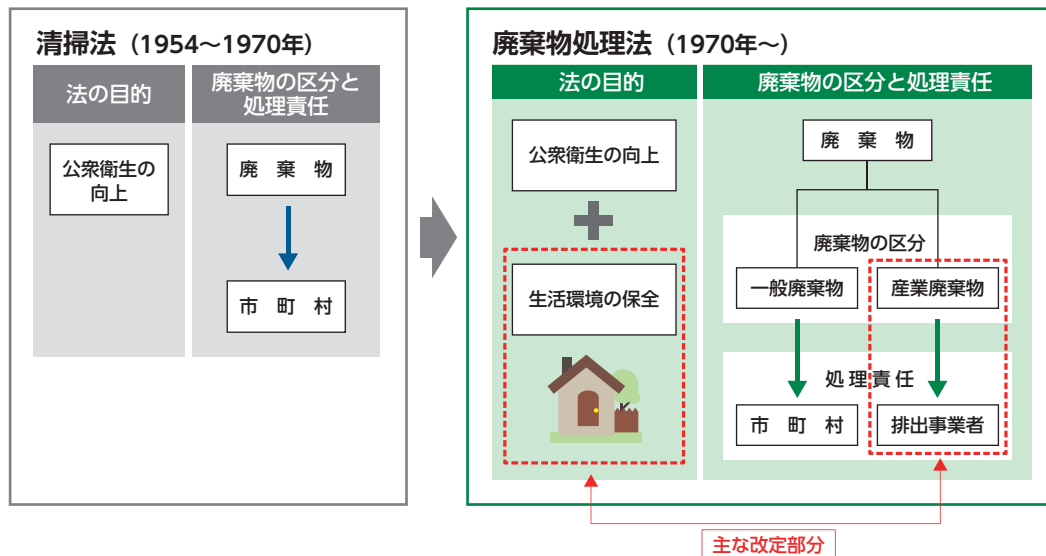 清掃法（1954～1970年）
法の目的
廃棄物の区分と
処理責任
公衆衛生の
向上
廃 棄 物
市 町 村
廃棄物処理法（1970年～）
法の目的
廃棄物の区分と処理責任
公衆衛生の向上
生活環境の保全
廃 棄 物
廃棄物の区分
一般廃棄物
産業廃棄物
処理責任
市 町 村
排出事業者
主な改定部分